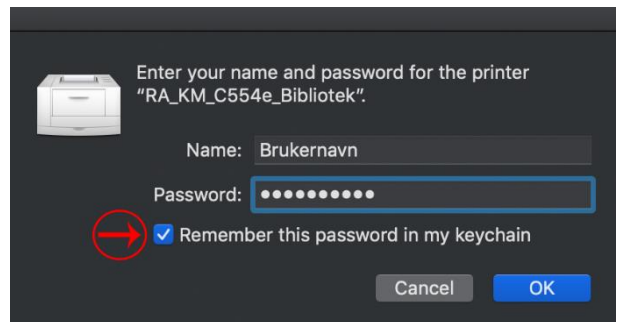 Enter your name and password for the printer
“RA_KM_C554e_Bibliotek”.
Name: Brukernavn
Password: ••••••••••
Remember this password in my keychain
Cancel OK